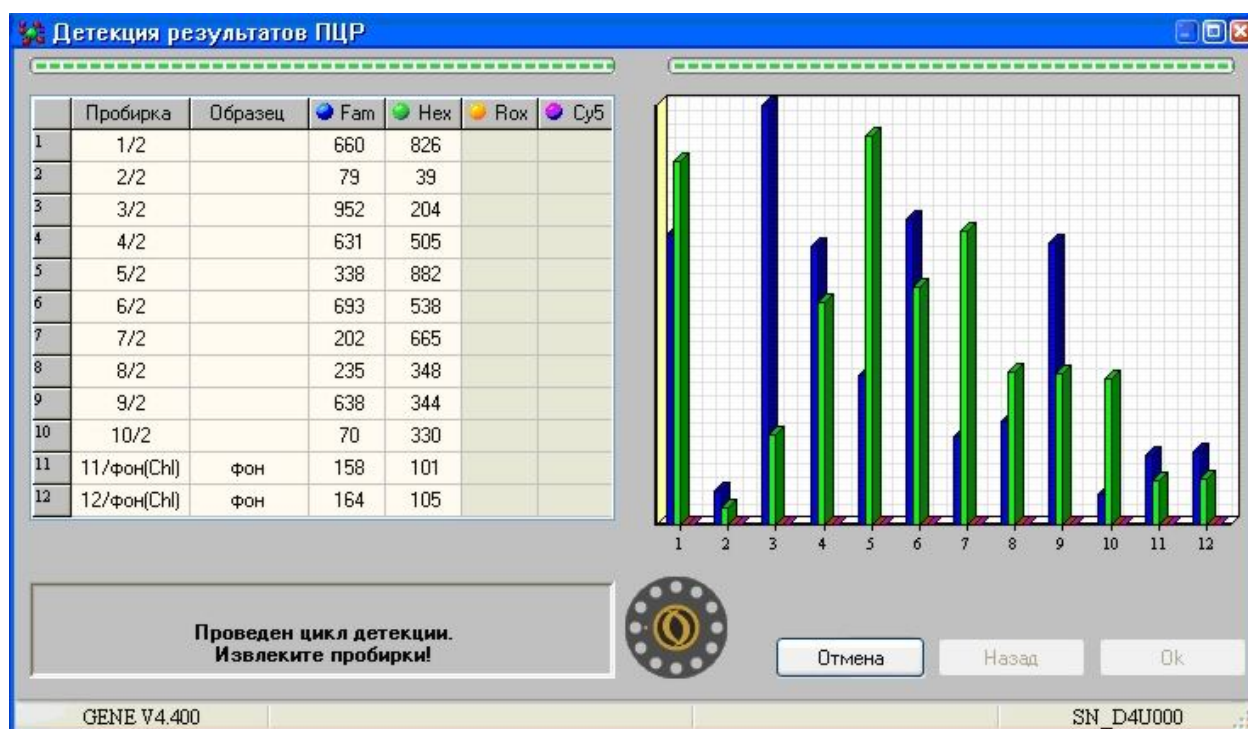 Детекция результатов ПЦР
Пробирка Образец Fam Hex Rox Cy5
1 1/2 660 826
2 2/2 79 39
3 3/2 952 204
4 4/2 631 505
5 5/2 338 882
6 6/2 693 538
7 7/2 202 665
8 8/2 235 348
9 9/2 638 344
10 10/2 70 330
11 11/фон(Chl) фон 158 101
12 12/фон(Chl) фон 164 105
1 2 3 4 5 6 7 8 9 10 11 12
Проведен цикл детекции.
Извлеките пробирки!
Отмена Назад Ok
GENE V4.400 SN_D4U000